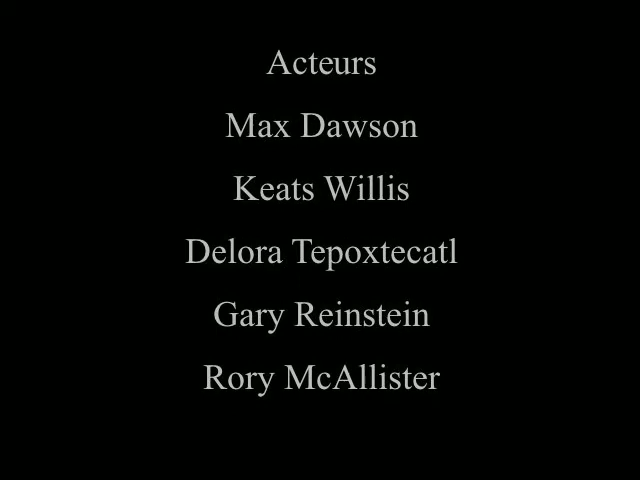 Acteurs
Max Dawson
Keats Willis
Delora Tepoxtecatl
Gary Reinstein
Rory McAllister